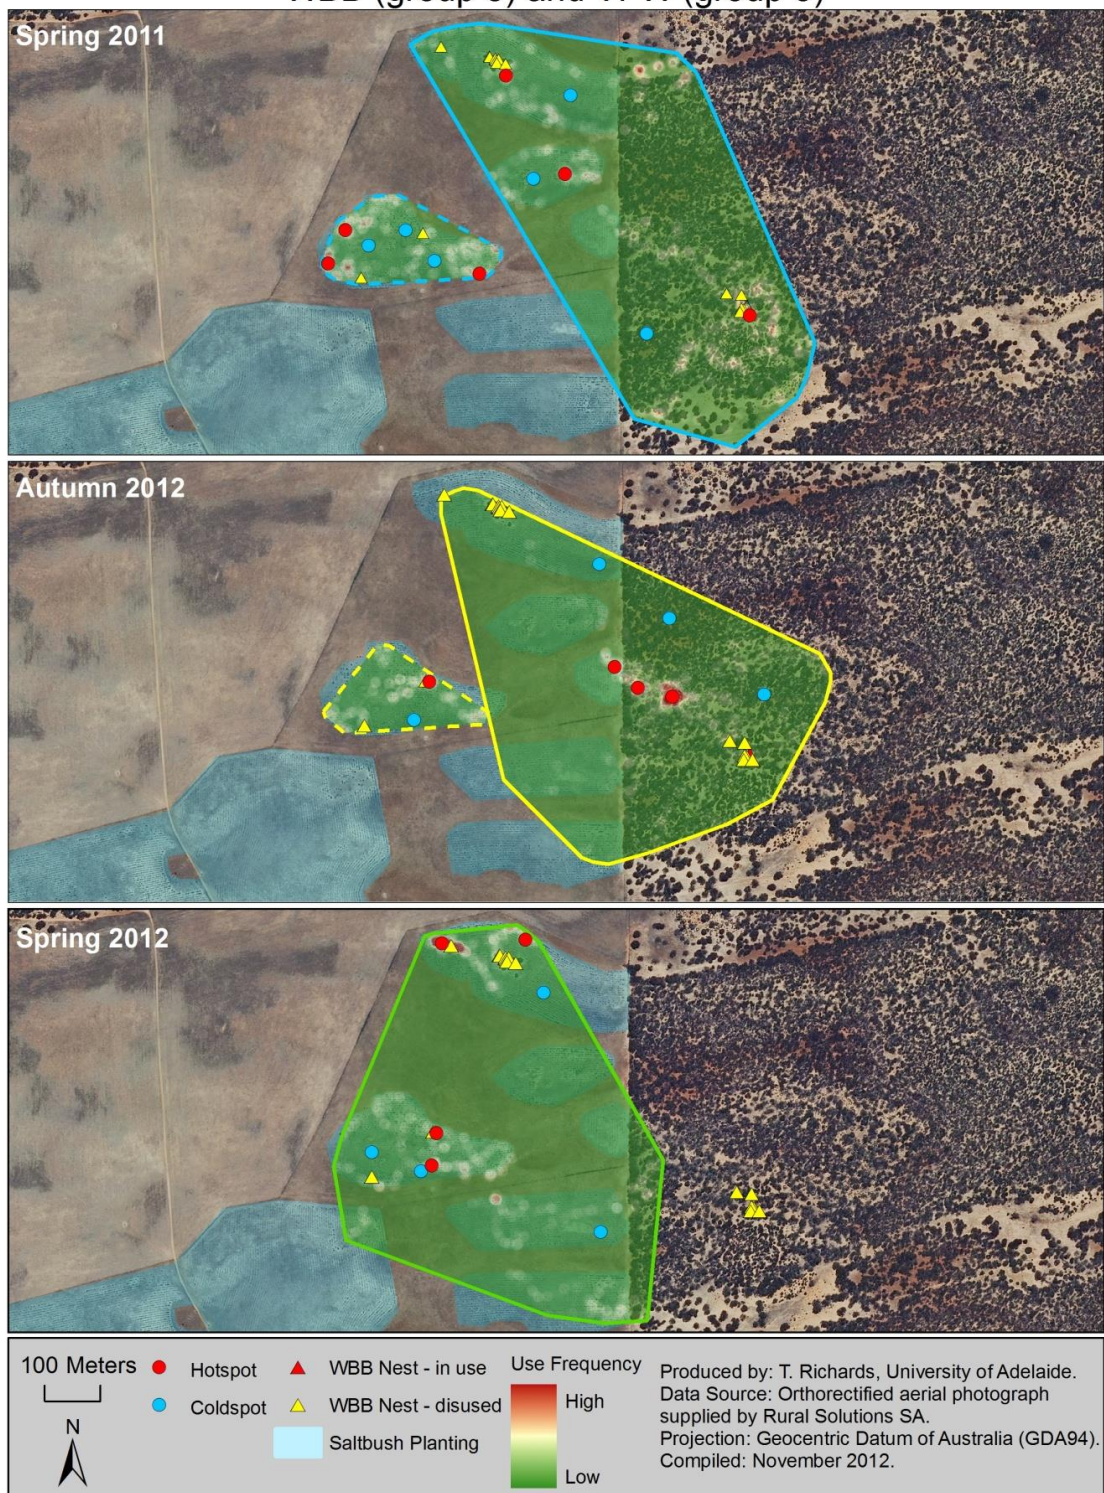 Spring 2011
Autumn 2012
Spring 2012
100 Meters
N
Hotspot
Coldspot
WBB Nest - in use
WBB Nest - disused
Saltbush Planting
Use Frequency
High
Low
Produced by: T. Richards, University of Adelaide.
Data Source: Orthorectified aerial photograph
supplied by Rural Solutions SA.
Projection: Geocentric Datum of Australia (GDA94).
Compiled: November 2012.